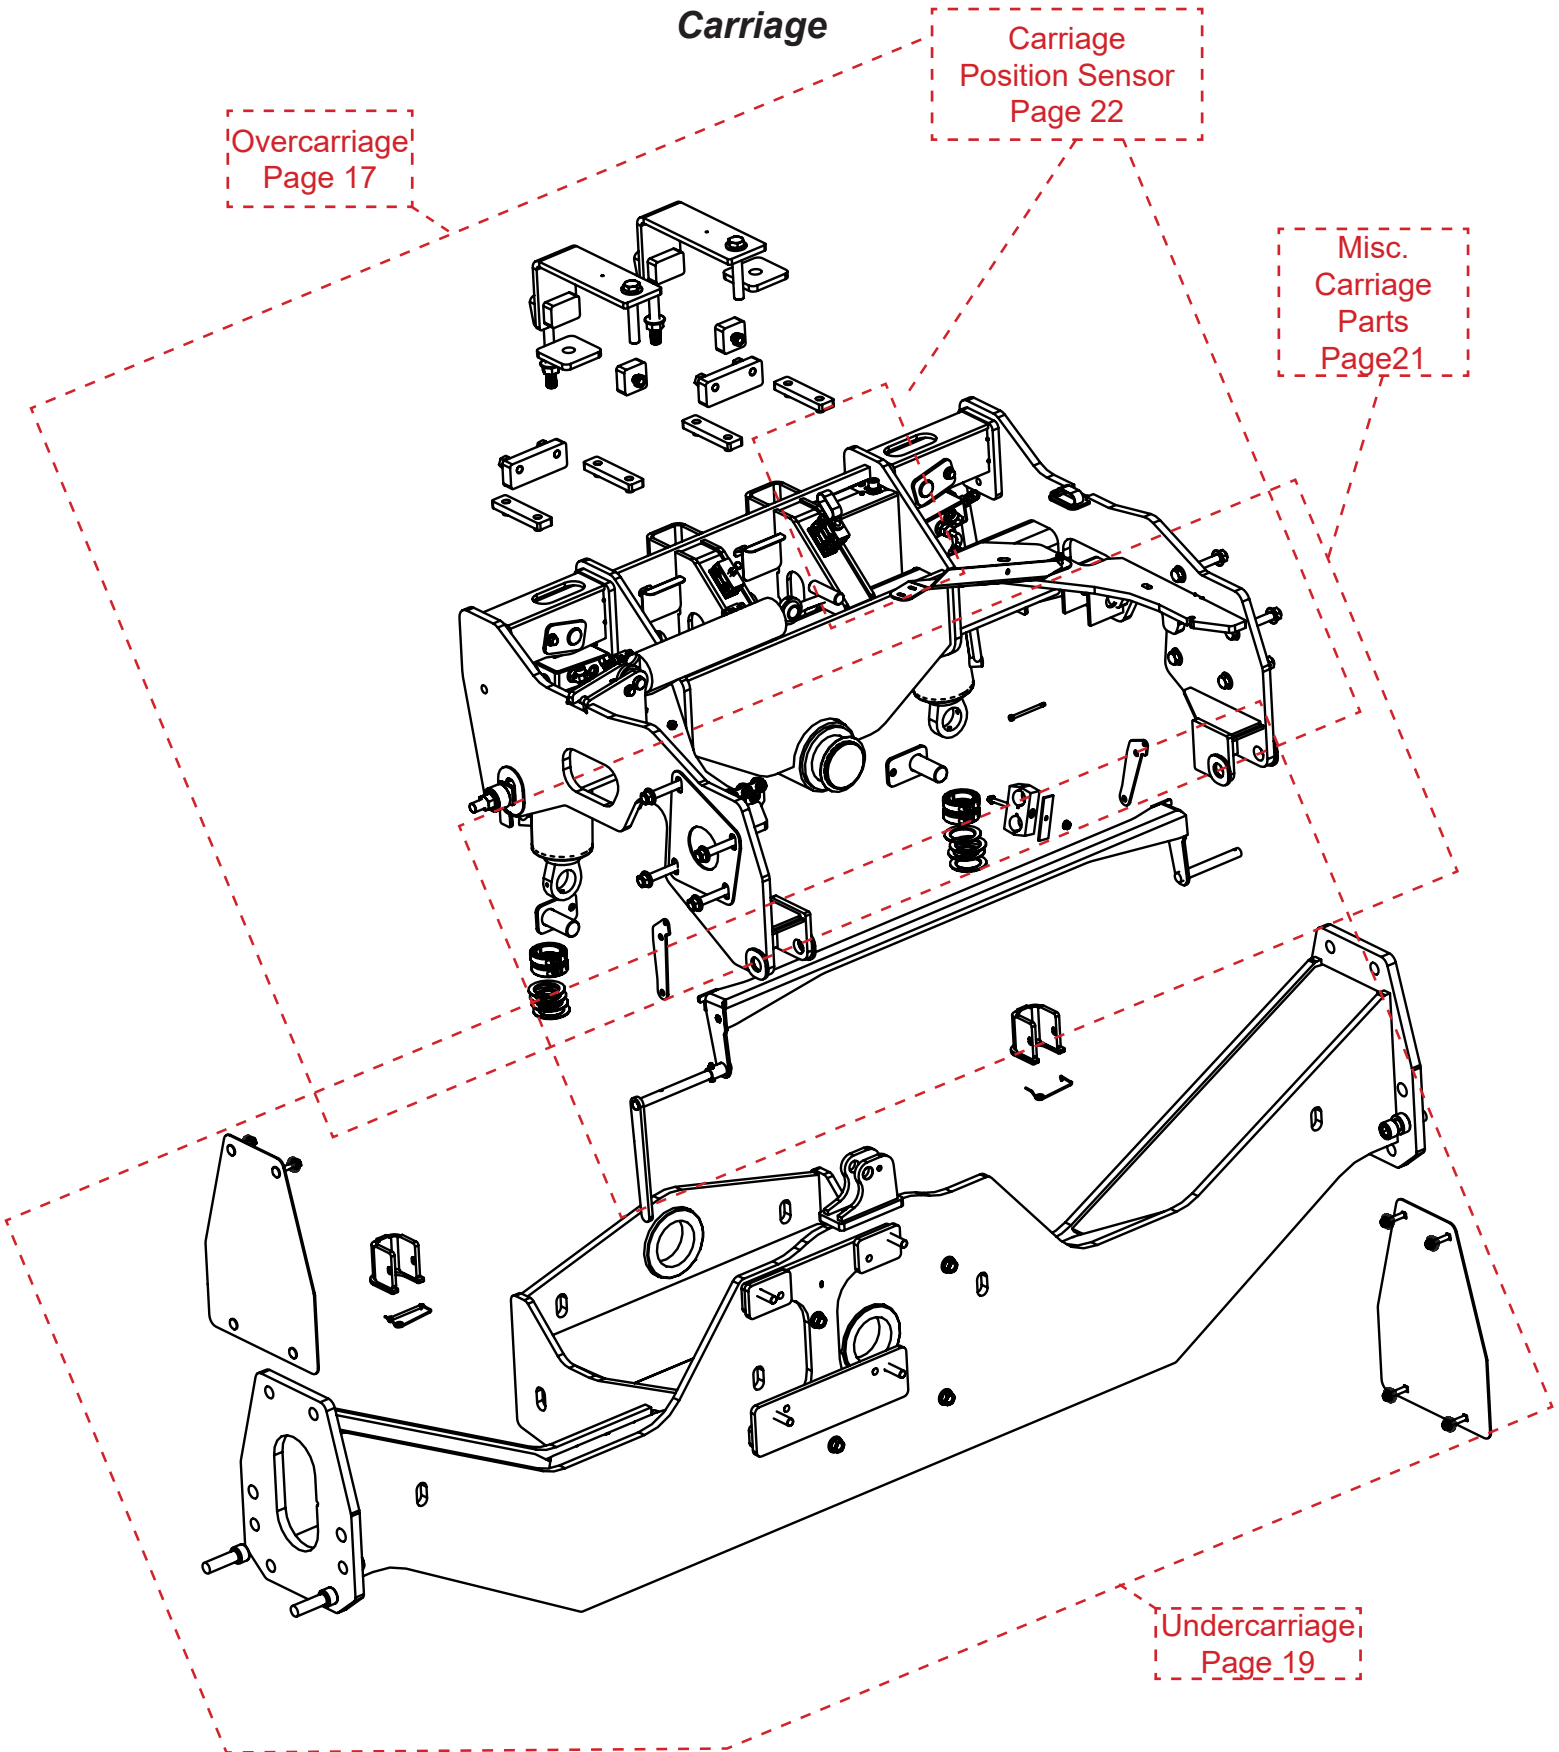 Carriage
Carriage
Position Sensor
Page 22
Overcarriage
Page 17
Misc.
Carriage
Parts
Page21
Undercarriage
Page 19